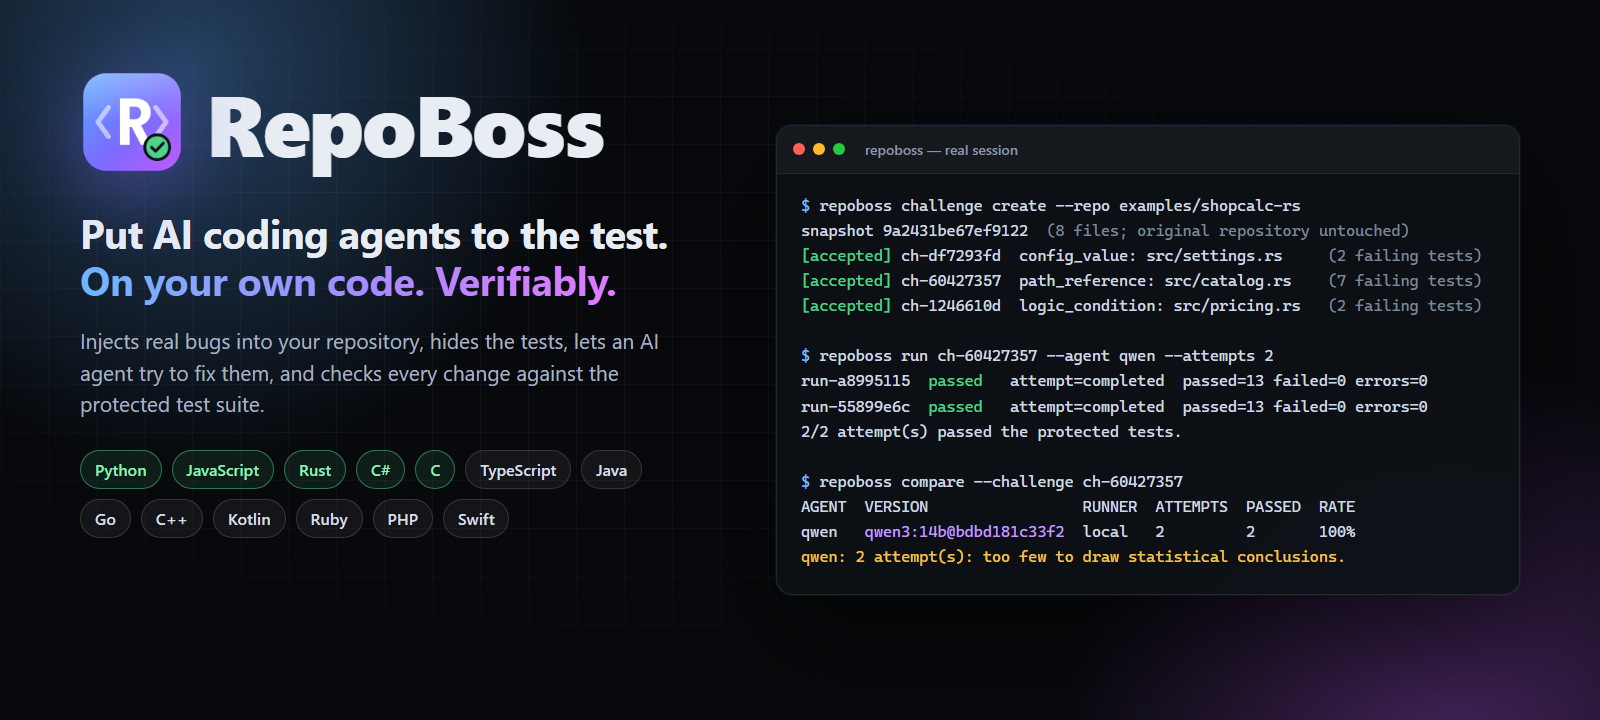 R
RepoBoss
Put AI coding agents to the test.
On your own code. Verifiably.
Injects real bugs into your repository, hides the tests, lets an AI
agent try to fix them, and checks every change against the
protected test suite.
Python JavaScript Rust C# C TypeScript Java
Go C++ Kotlin Ruby PHP Swift
repoboss — real session
$ repoboss challenge create --repo examples/shopcalc-rs
snapshot 9a2431be67ef9122 (8 files; original repository untouched)
[accepted] ch-df7293fd config_value: src/settings.rs (2 failing tests)
[accepted] ch-60427357 path_reference: src/catalog.rs (7 failing tests)
[accepted] ch-1246610d logic_condition: src/pricing.rs (2 failing tests)
$ repoboss run ch-60427357 --agent qwen --attempts 2
run-a8995115 passed attempt=completed passed=13 failed=0 errors=0
run-55899e6c passed attempt=completed passed=13 failed=0 errors=0
2/2 attempt(s) passed the protected tests.
$ repoboss compare --challenge ch-60427357
AGENT VERSION RUNNER ATTEMPTS PASSED RATE
qwen qwen3:14b@bdbd181c33f2 local 2 2 100%
qwen: 2 attempt(s): too few to draw statistical conclusions.